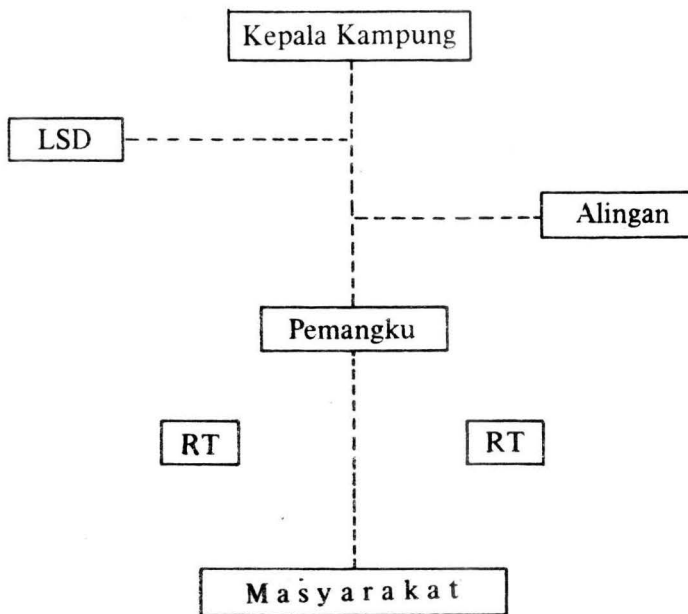 Kepala Kampung
LSD
Alingan
Pemangku
RT
RT
Masyarakat